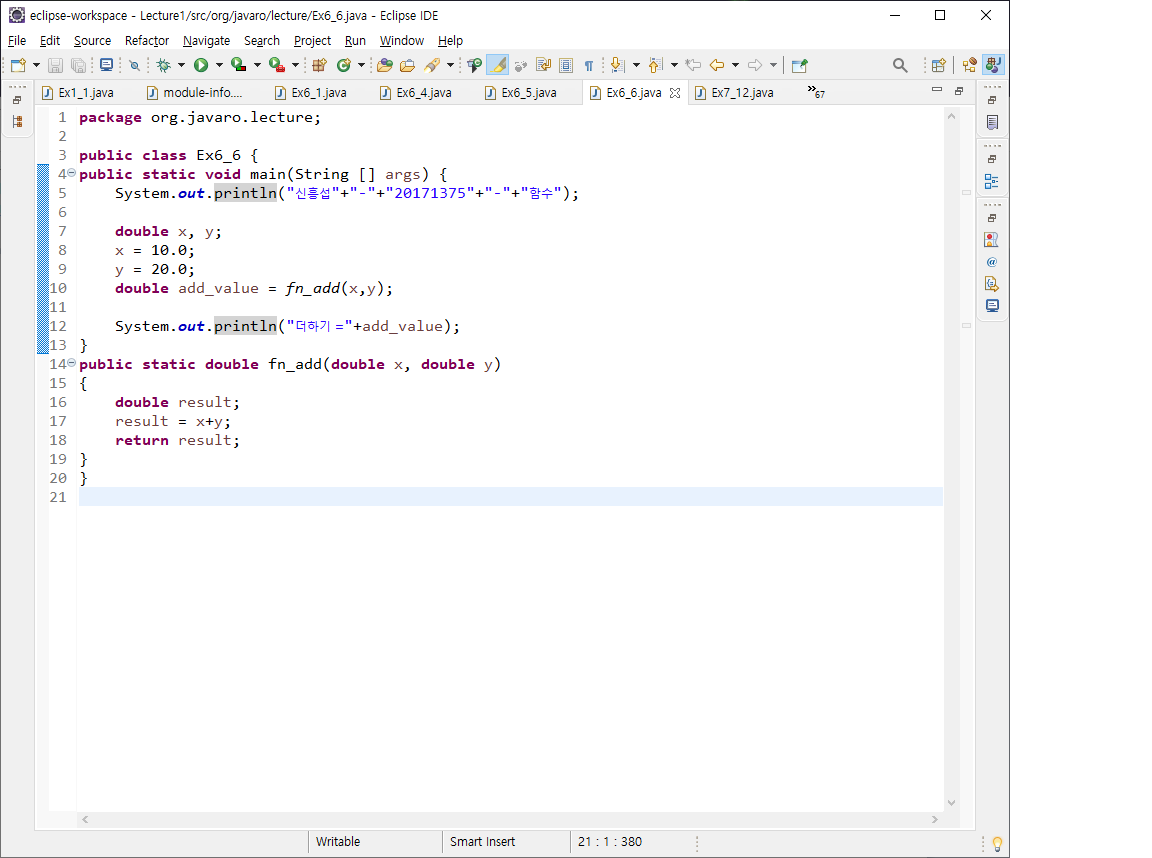 eclipse-workspace - Lecture1/src/org/javaro/lecture/Ex6_6.java - Eclipse IDE
File Edit Source Refactor Navigate Search Project Run Window Help
Ex1_1.java module-info.... Ex6_1.java Ex6_4.java Ex6_5.java Ex6_6.java Ex7_12.java »67
1 package org.javaro.lecture;
2
3 public class Ex6_6 {
4 public static void main(String [] args) {
5 System.out.println("신흥섭"+"-"+"20171375"+"-"+"함수");
6
7 double x, y;
8 x = 10.0;
9 y = 20.0;
10 double add_value = fn_add(x,y);
11
12 System.out.println("더하기 ="+add_value);
13 }
14 public static double fn_add(double x, double y)
15 {
16 double result;
17 result = x+y;
18 return result;
19 }
20 }
21
Writable Smart Insert 21 : 1 : 380